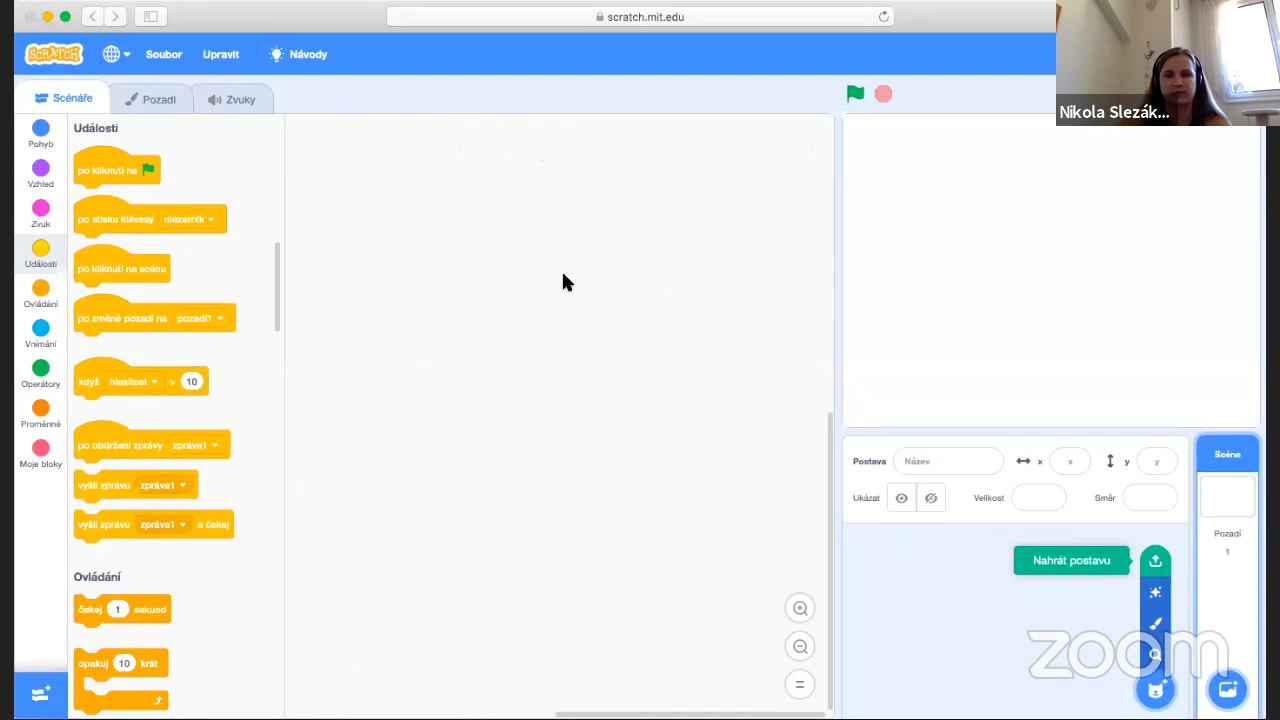 scratch.mit.edu
SCRATCH
Soubor
Upravit
Návody
Nikola Slezák...
Scénáře
Pozadí
Zvuky
Pohyb
Vzhled
Zvuk
Události
Ovládání
Vnímání
Operátory
Proměnné
Moje bloky
Události
po kliknutí na
po stisku klávesy mezerník
po kliknutí na scénu
po změně pozadí na pozadí1
když hlasitost > 10
po obdržení zprávy zpráva1
vyšli zprávu zpráva1
vyšli zprávu zpráva1 a čekej
Ovládání
čekej 1 sekund
opakuj 10 krát
Postava Název x x y y
Ukázat Velikost Směr
Nahrát postavu
Scéna
Pozadí
1
zoom